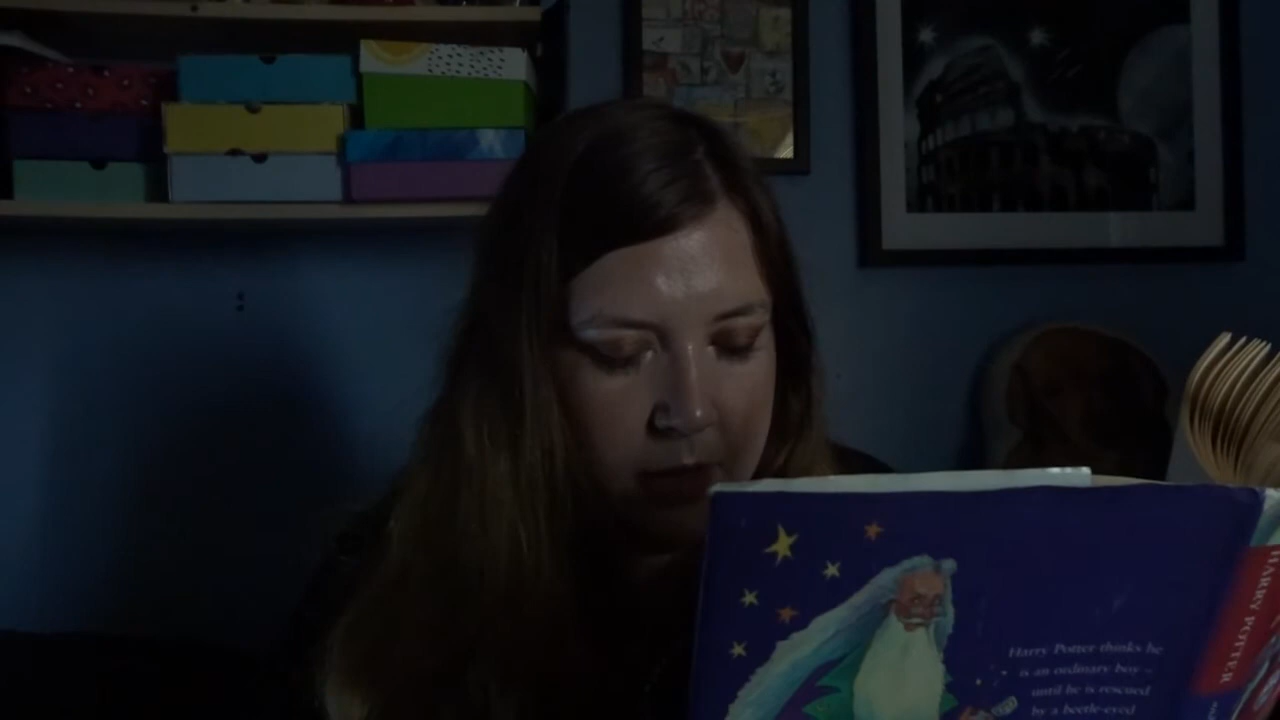 Harry Potter thinks he
is an ordinary boy –
until he is rescued
by a beetle-eyed
HARRY POTTER